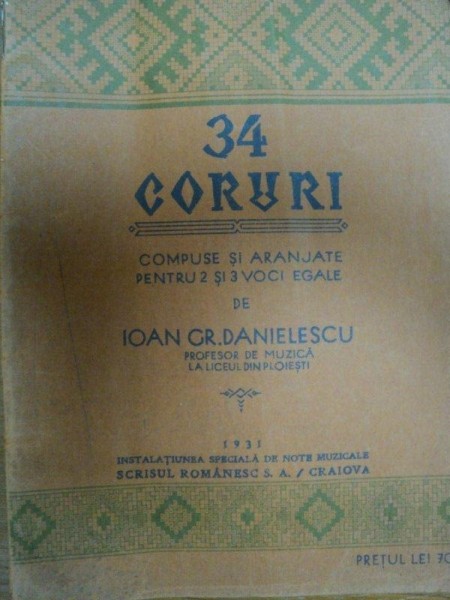 34
CORURI
COMPUSE ȘI ARANJATE
PENTRU 2 ȘI 3 VOCI EGALE
DE
IOAN GR. DANIELESCU
PROFESOR DE MUZICĂ
LA LICEUL DIN PLOIEȘTI
1931
INSTALAȚIUNEA SPECIALĂ DE NOTE MUZICALE
SCRISUL ROMÂNESC S. A. / CRAIOVA
PREȚUL LEI 70